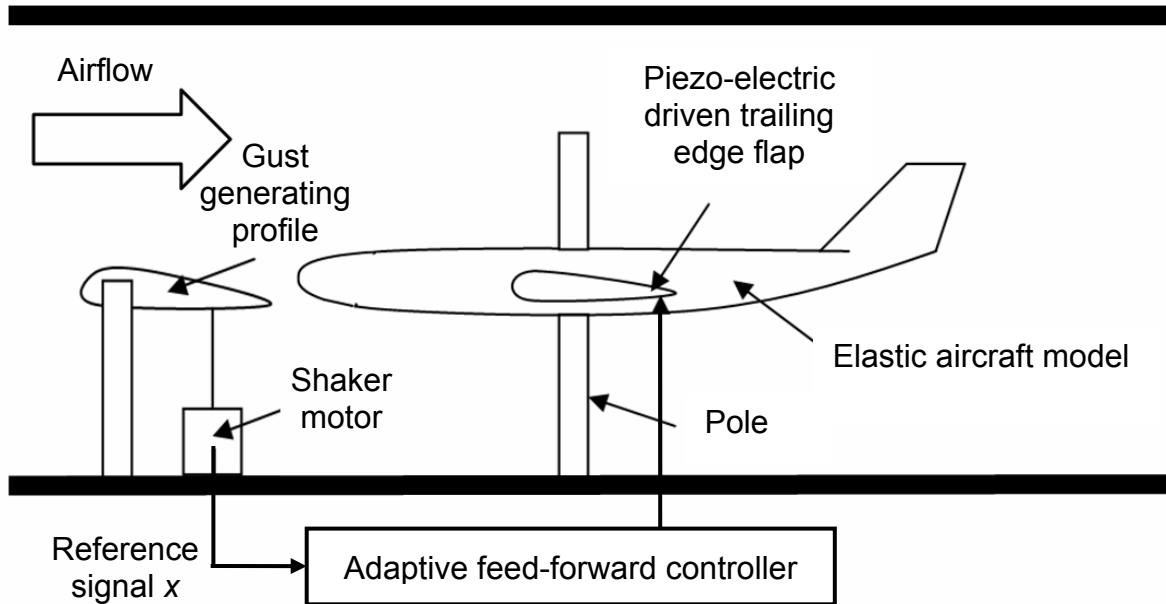 Airflow
Gust
generating
profile
Piezo-electric
driven trailing
edge flap
Elastic aircraft model
Shaker
motor
Pole
Reference
signal x
Adaptive feed-forward controller